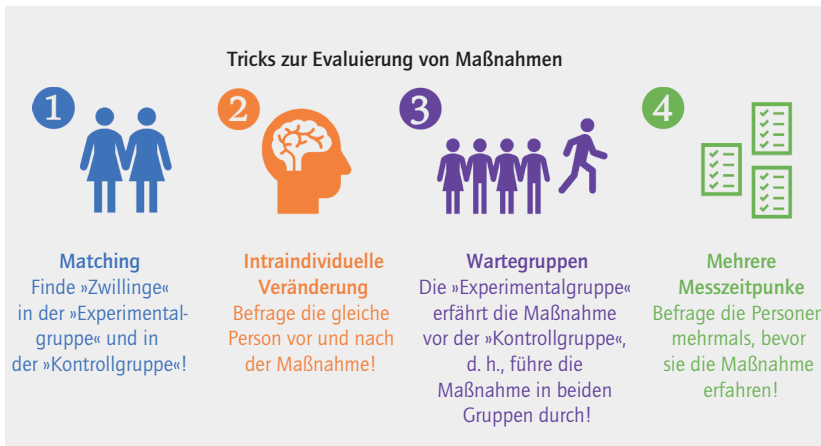 Tricks zur Evaluierung von Maßnahmen
1
Matching
Finde »Zwillinge«
in der »Experimental-
gruppe« und in
der »Kontrollgruppe«!
2
Intraindividuelle
Veränderung
Befrage die gleiche
Person vor und nach
der Maßnahme!
3
Wartegruppen
Die »Experimentalgruppe«
erfährt die Maßnahme
vor der »Kontrollgruppe«,
d. h., führe die
Maßnahme in beiden
Gruppen durch!
4
Mehrere
Messzeitpunke
Befrage die Personen
mehrmals, bevor
sie die Maßnahme
erfahren!